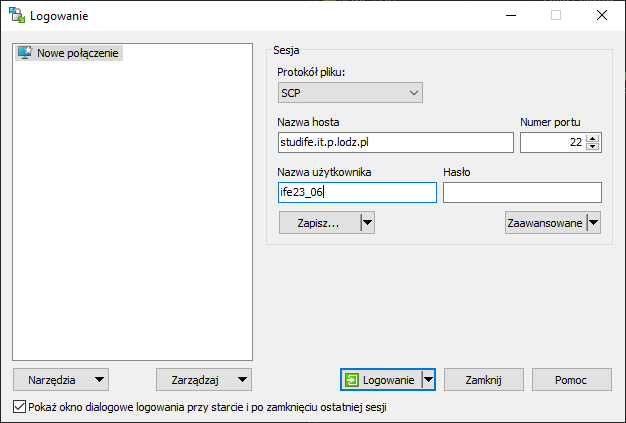 Logowanie
Nowe połączenie
Sesja
Protokół pliku:
SCP
Nazwa hosta Numer portu
studife.it.p.lodz.pl 22
Nazwa użytkownika Hasło
ife23_06
Zapisz... Zaawansowane
Narzędzia Zarządzaj Logowanie Zamknij Pomoc
Pokaż okno dialogowe logowania przy starcie i po zamknięciu ostatniej sesji